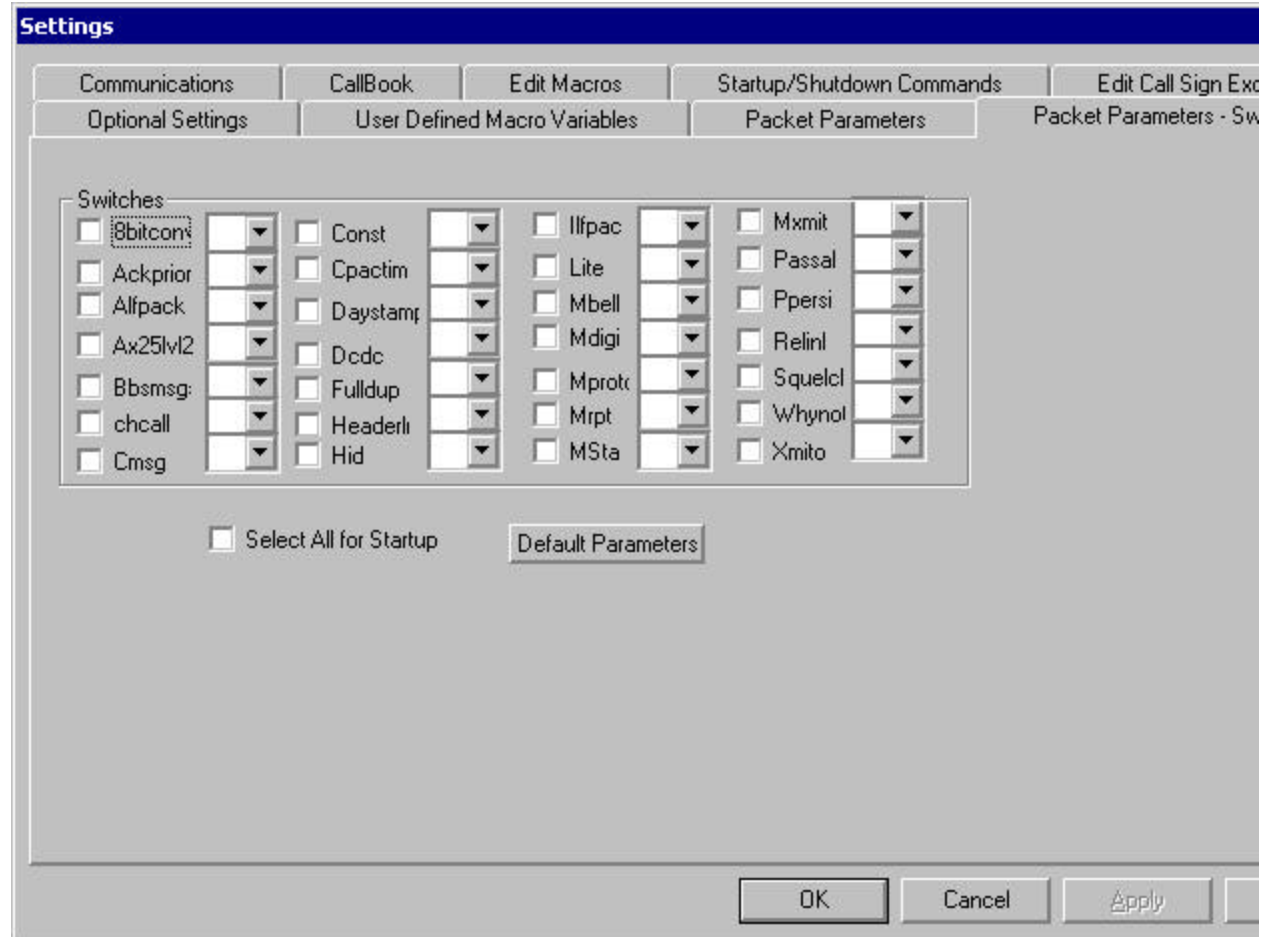 Settings
Communications CallBook Edit Macros Startup/Shutdown Commands Edit Call Sign Exc
Optional Settings User Defined Macro Variables Packet Parameters Packet Parameters - Sw
Switches
8bitconv Const Ilfpac Mxmit
Ackprior Cpactim Lite Passal
Alfpack Daystamp Mbell Ppersi
Ax25lvl2 Dcdc Mdigi Relinl
Bbsmsg Fulldup Mproto Squelcl
chcall Headerli Mrpt Whynot
Cmsg Hid MSta Xmito
Select All for Startup Default Parameters
OK Cancel Apply